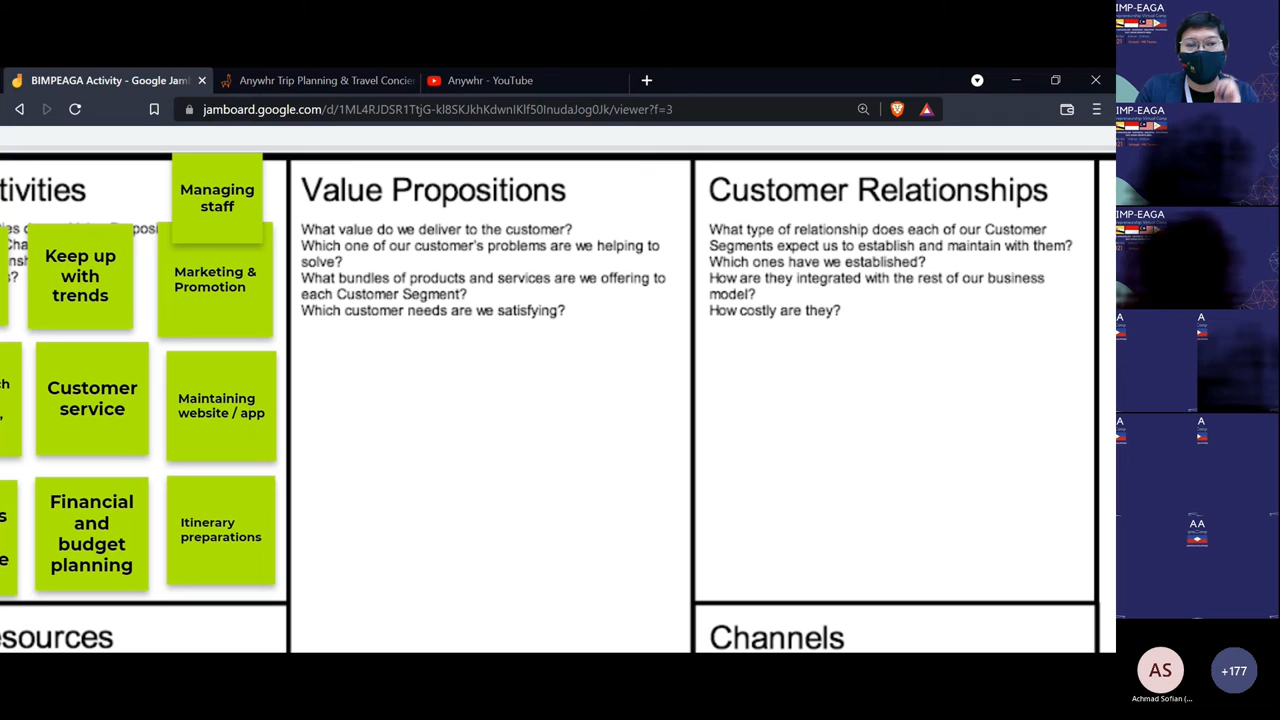 BIMPEAGA Activity - Google Jam
Anywhr Trip Planning & Travel Concier
Anywhr - YouTube
jamboard.google.com/d/1ML4RJDSR1TtjG-kl8SKJkhKdwnIKlf50InudaJog0Jk/viewer?f=3
tivities
Managing
staff
Keep up
with
trends
Marketing &
Promotion
Customer
service
Maintaining
website / app
Financial
and
budget
planning
Itinerary
preparations
esources
Value Propositions
What value do we deliver to the customer?
Which one of our customer's problems are we helping to
solve?
What bundles of products and services are we offering to
each Customer Segment?
Which customer needs are we satisfying?
Customer Relationships
What type of relationship does each of our Customer
Segments expect us to establish and maintain with them?
Which ones have we established?
How are they integrated with the rest of our business
model?
How costly are they?
Channels
IMP-EAGA
IMP-EAGA
IMP-EAGA
A
A
A
A
AA
AS
Achmad Sofian (...
+177